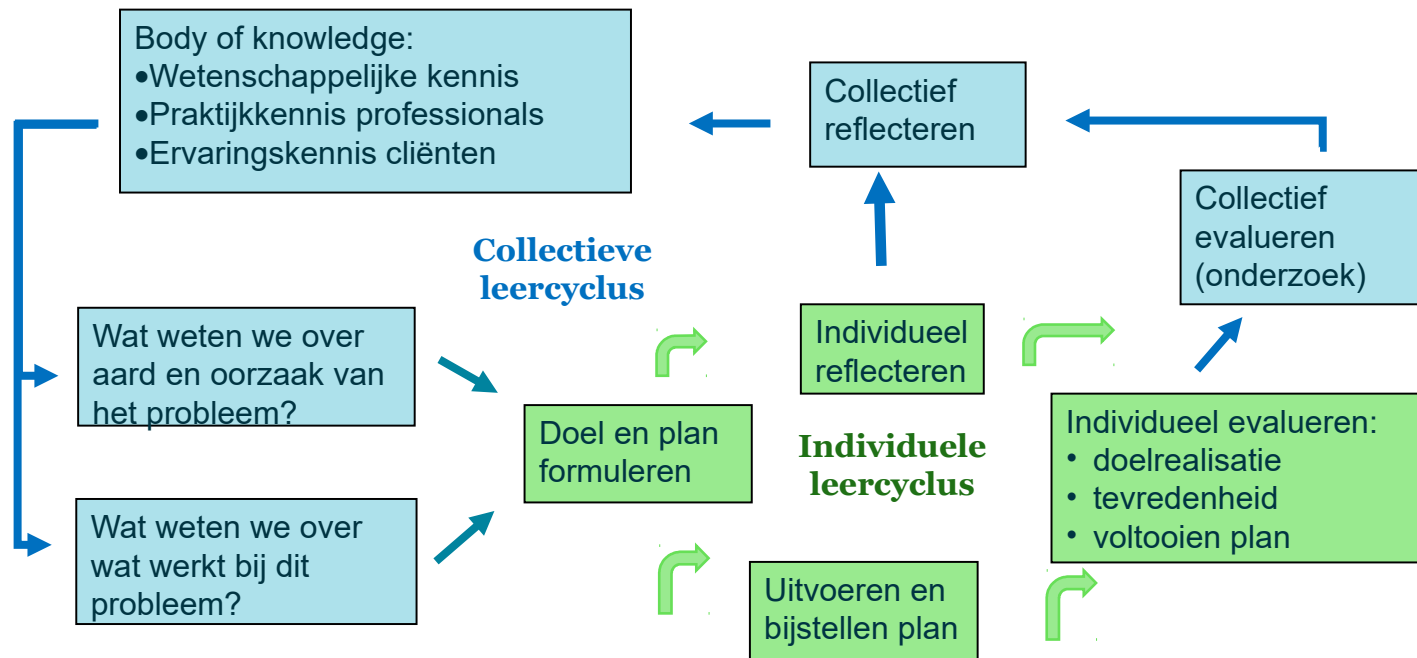 Body of knowledge:
•Wetenschappelijke kennis
•Praktijkkennis professionals
•Ervaringskennis cliënten
Collectief
reflecteren
Collectief
evalueren
(onderzoek)
Collectieve
leercyclus
Wat weten we over
aard en oorzaak van
het probleem?
Individueel
reflecteren
Doel en plan
formuleren
Individuele
leercyclus
Individueel evalueren:
• doelrealisatie
• tevredenheid
• voltooien plan
Wat weten we over
wat werkt bij dit
probleem?
Uitvoeren en
bijstellen plan